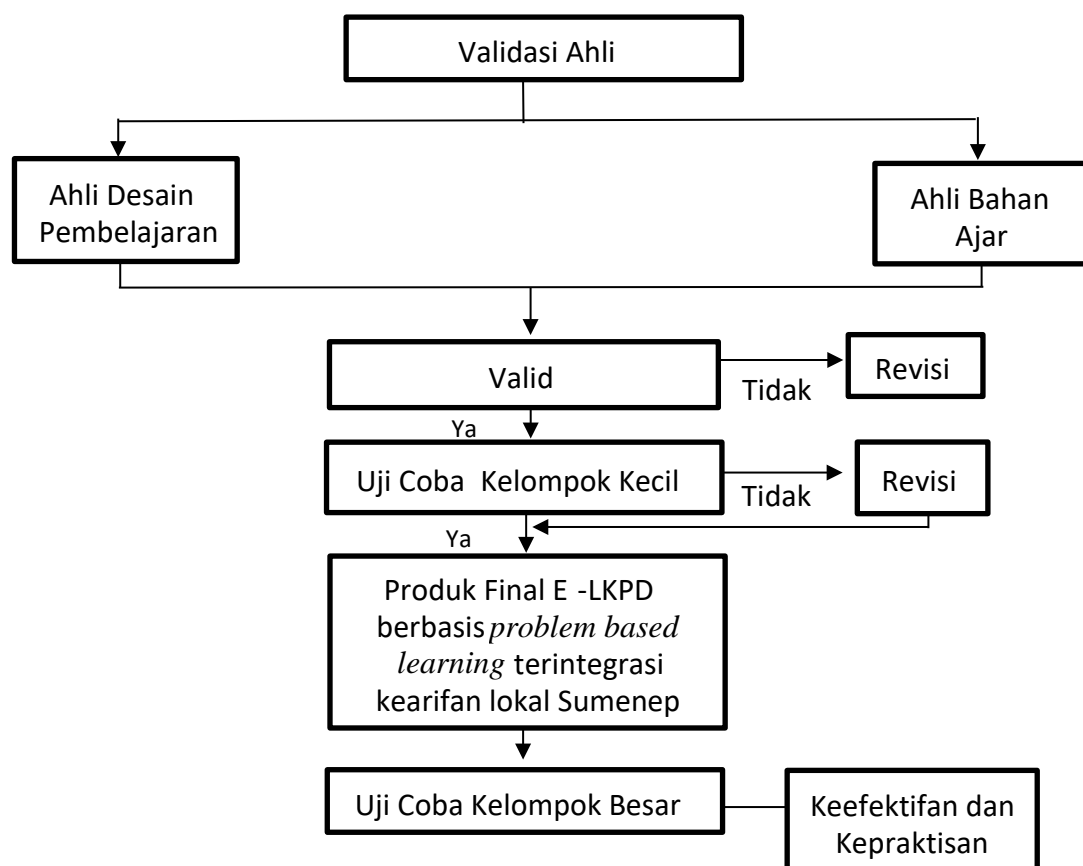 Validasi Ahli
Ahli Desain
Pembelajaran
Ahli Bahan
Ajar
Valid
Tidak
Revisi
Ya
Uji Coba Kelompok Kecil
Tidak
Revisi
Ya
Produk Final E -LKPD
berbasis problem based
learning terintegrasi
kearifan lokal Sumenep
Uji Coba Kelompok Besar
Keefektifan dan
Kepraktisan